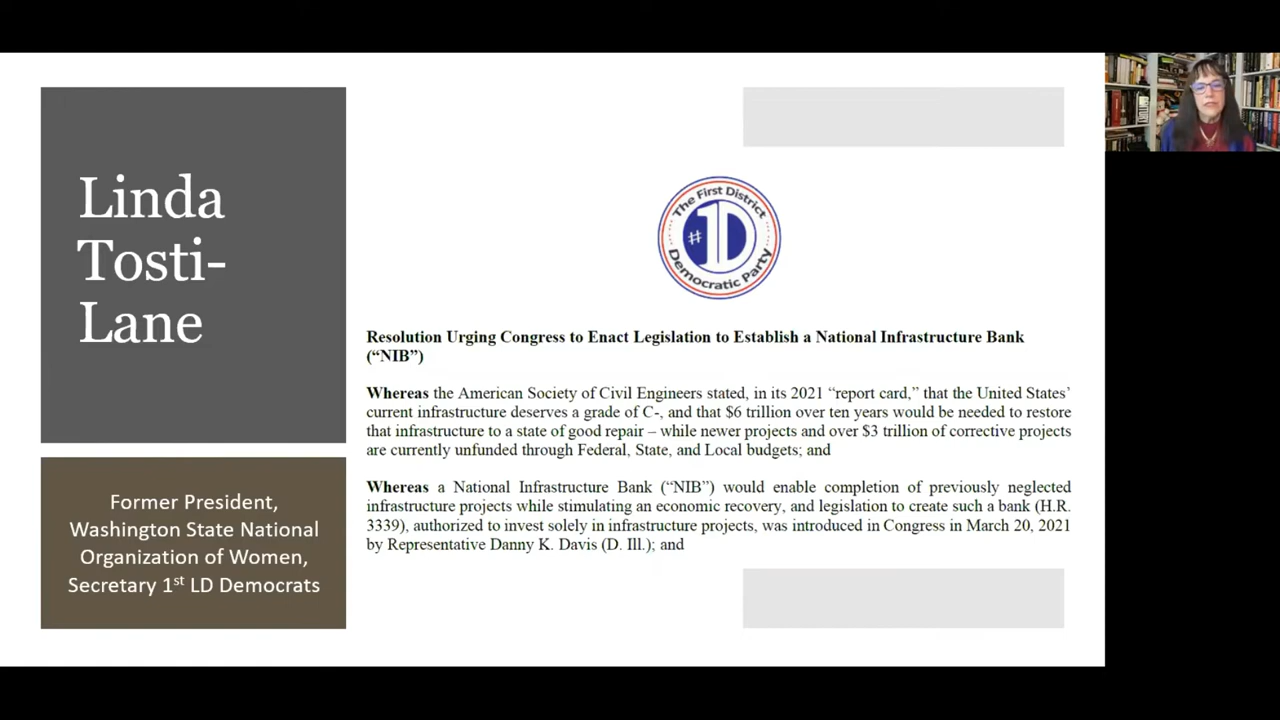 Linda
Tosti-
Lane
Former President,
Washington State National
Organization of Women,
Secretary 1st LD Democrats
The First District
#1D
Democratic Party
Resolution Urging Congress to Enact Legislation to Establish a National Infrastructure Bank
(“NIB”)
Whereas the American Society of Civil Engineers stated, in its 2021 “report card,” that the United States’
current infrastructure deserves a grade of C-, and that $6 trillion over ten years would be needed to restore
that infrastructure to a state of good repair – while newer projects and over $3 trillion of corrective projects
are currently unfunded through Federal, State, and Local budgets; and
Whereas a National Infrastructure Bank (“NIB”) would enable completion of previously neglected
infrastructure projects while stimulating an economic recovery, and legislation to create such a bank (H.R.
3339), authorized to invest solely in infrastructure projects, was introduced in Congress in March 20, 2021
by Representative Danny K. Davis (D. Ill.); and